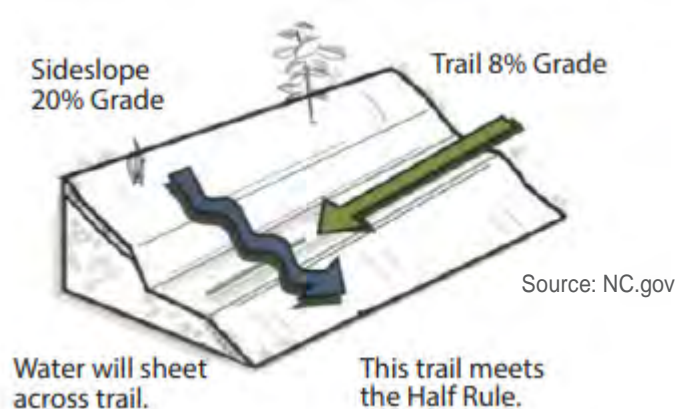 Sideslope
20% Grade
Trail 8% Grade
Source: NC.gov
Water will sheet
across trail.
This trail meets
the Half Rule.